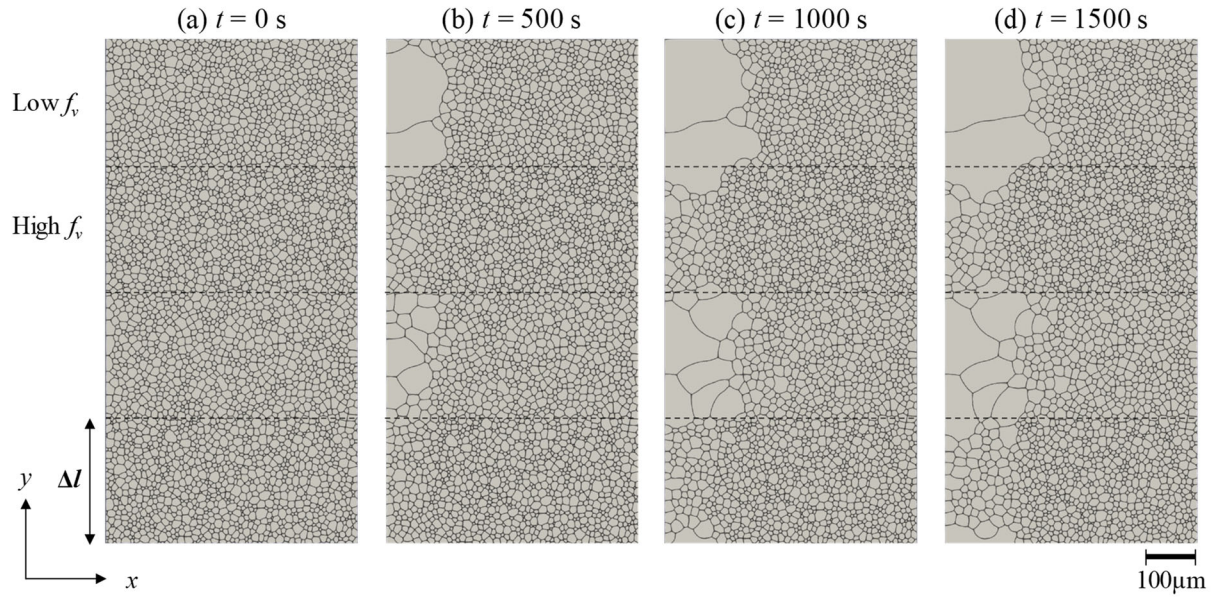 (a) t = 0 s
(b) t = 500 s
(c) t = 1000 s
(d) t = 1500 s
Low fv
High fv
Δl
y
x
100μm